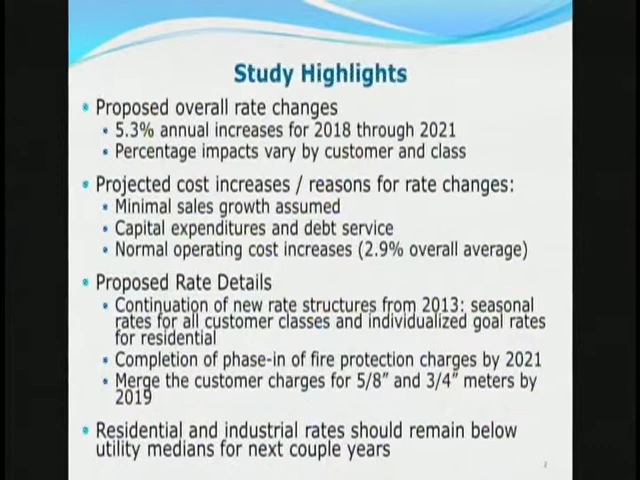 Study Highlights
• Proposed overall rate changes
• 5.3% annual increases for 2018 through 2021
• Percentage impacts vary by customer and class
• Projected cost increases / reasons for rate changes:
• Minimal sales growth assumed
• Capital expenditures and debt service
• Normal operating cost increases (2.9% overall average)
• Proposed Rate Details
• Continuation of new rate structures from 2013: seasonal
rates for all customer classes and individualized goal rates
for residential
• Completion of phase-in of fire protection charges by 2021
• Merge the customer charges for 5/8” and 3/4” meters by
2019
• Residential and industrial rates should remain below
utility medians for next couple years